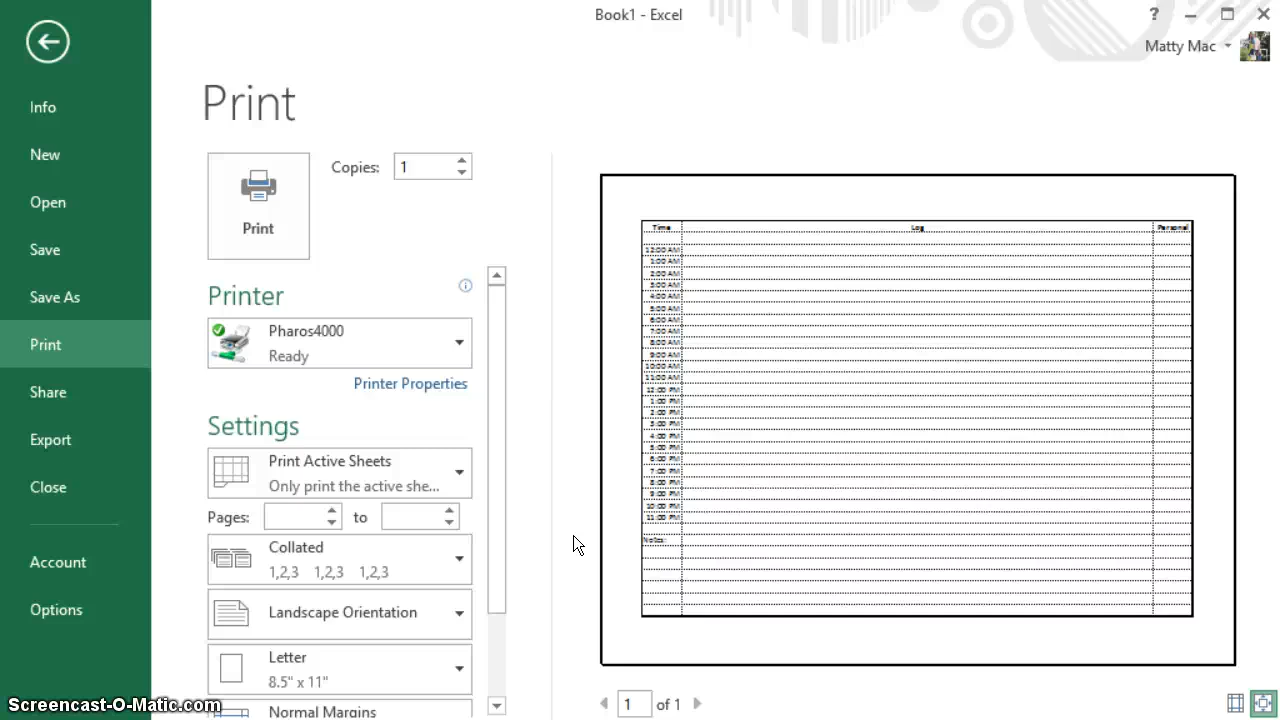 Book1 - Excel
?
Matty Mac
Info
New
Open
Save
Save As
Print
Share
Export
Close
Account
Options
Print
Print
Copies: 1
Printer
Pharos4000
Ready
Printer Properties
Settings
Print Active Sheets
Only print the active she...
Pages: to
Collated
1,2,3 1,2,3 1,2,3
Landscape Orientation
Letter
8.5" x 11"
Normal Margins
Time Log Personal
12:00 AM
1:00 AM
2:00 AM
3:00 AM
4:00 AM
5:00 AM
6:00 AM
7:00 AM
8:00 AM
9:00 AM
10:00 AM
11:00 AM
12:00 PM
1:00 PM
2:00 PM
3:00 PM
4:00 PM
5:00 PM
6:00 PM
7:00 PM
8:00 PM
9:00 PM
10:00 PM
11:00 PM
Notes:
1 of 1
Screencast-O-Matic.com